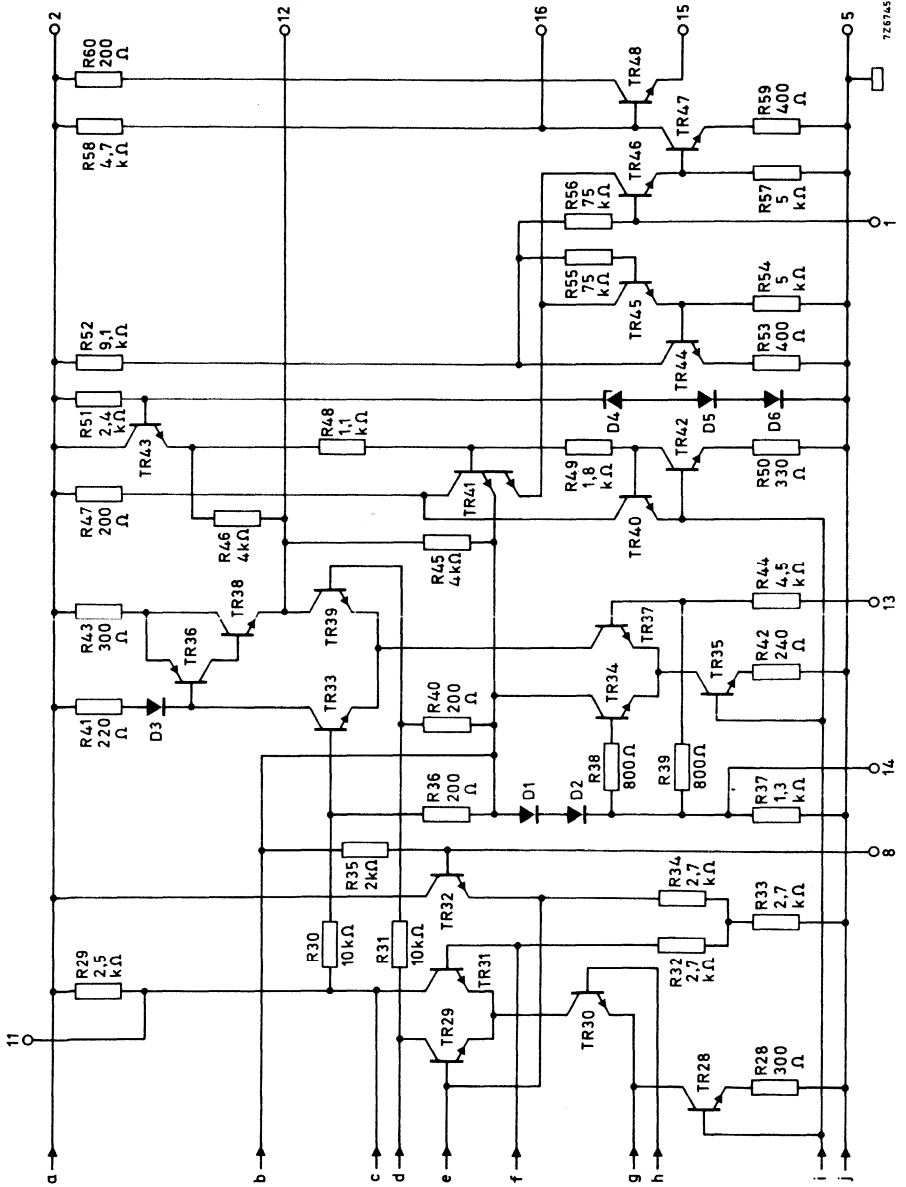 2
12
16
15
5
7Z6745
R60
200
Ω
R58
4,7
kΩ
TR48
TR47
R59
400
Ω
TR46
R56
75
kΩ
R57
5
kΩ
1
R55
75
kΩ
TR45
R54
5
kΩ
R52
9,1
kΩ
TR44
R53
400
Ω
R51
2,4
kΩ
D4
D5
D6
TR43
R48
1,1
kΩ
R49
1,8
kΩ
TR42
R50
330
Ω
R47
200
Ω
TR41
TR40
R46
4kΩ
R45
4kΩ
R43
300
Ω
TR38
TR36
TR39
TR37
R44
4,5
kΩ
13
R41
220
Ω
D3
TR33
R40
200
Ω
TR34
TR35
R42
240
Ω
R38
800Ω
R39
800Ω
14
R36
200
Ω
D1
D2
R37
1,3
kΩ
R35
2kΩ
8
TR32
R34
2,7
kΩ
R33
2,7
kΩ
R32
2,7
kΩ
R30
10kΩ
R31
10kΩ
R29
2,5
kΩ
TR31
TR29
TR30
11
TR28
R28
300
Ω
a
b
c
d
e
f
g
h
i
j